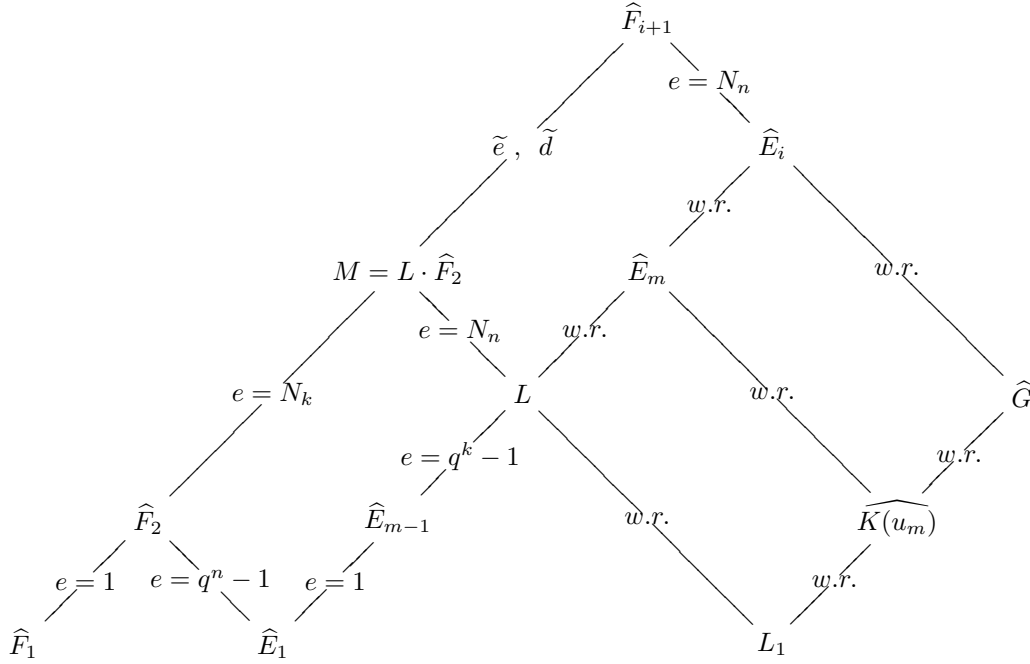 $\widehat{F}_{i+1}$
$e = N_n$
$\widetilde{e}\ ,\ \widetilde{d}$ $\widehat{E}_i$
$w.r.$
$M = L \cdot \widehat{F}_2$ $\widehat{E}_m$ $w.r.$
$e = N_n$ $w.r.$
$e = N_k$ $L$ $w.r.$ $\widehat{G}$
$e = q^k - 1$ $w.r.$
$\widehat{F}_2$ $\widehat{E}_{m-1}$ $w.r.$ $\widehat{K(u_m)}$
$e = 1$ $e = q^n - 1$ $e = 1$ $w.r.$
$\widehat{F}_1$ $\widehat{E}_1$ $L_1$